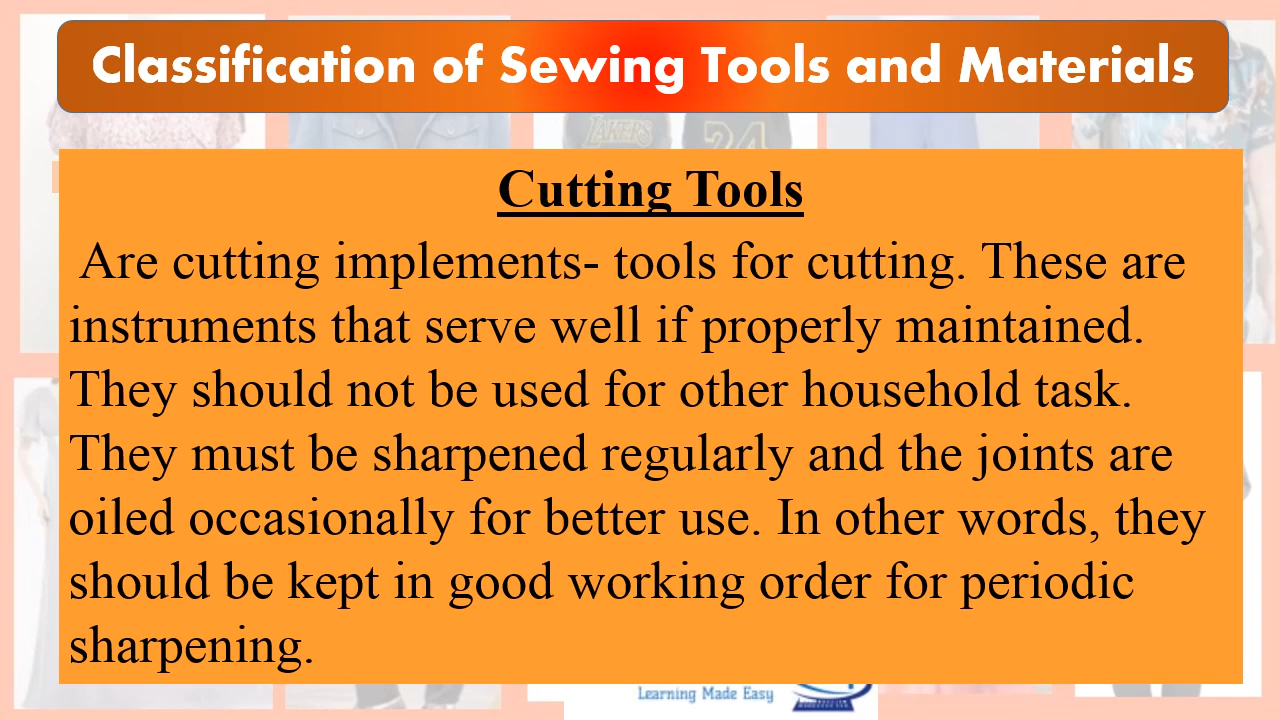 Classification of Sewing Tools and Materials
LAKERS
24
Cutting Tools
Are cutting implements- tools for cutting. These are
instruments that serve well if properly maintained.
They should not be used for other household task.
They must be sharpened regularly and the joints are
oiled occasionally for better use. In other words, they
should be kept in good working order for periodic
sharpening.
Learning Made Easy